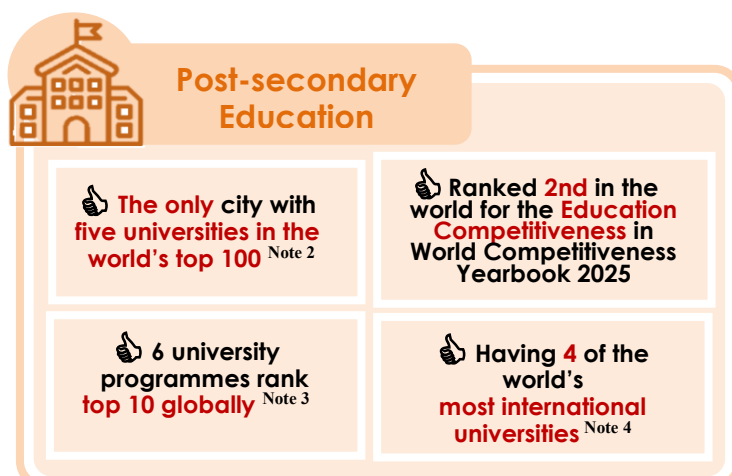 Post-secondary
Education
👍 The only city with
five universities in the
world's top 100 Note 2
👍 Ranked 2nd in the
world for the Education
Competitiveness in
World Competitiveness
Yearbook 2025
👍 6 university
programmes rank
top 10 globally Note 3
👍 Having 4 of the
world's
most international
universities Note 4